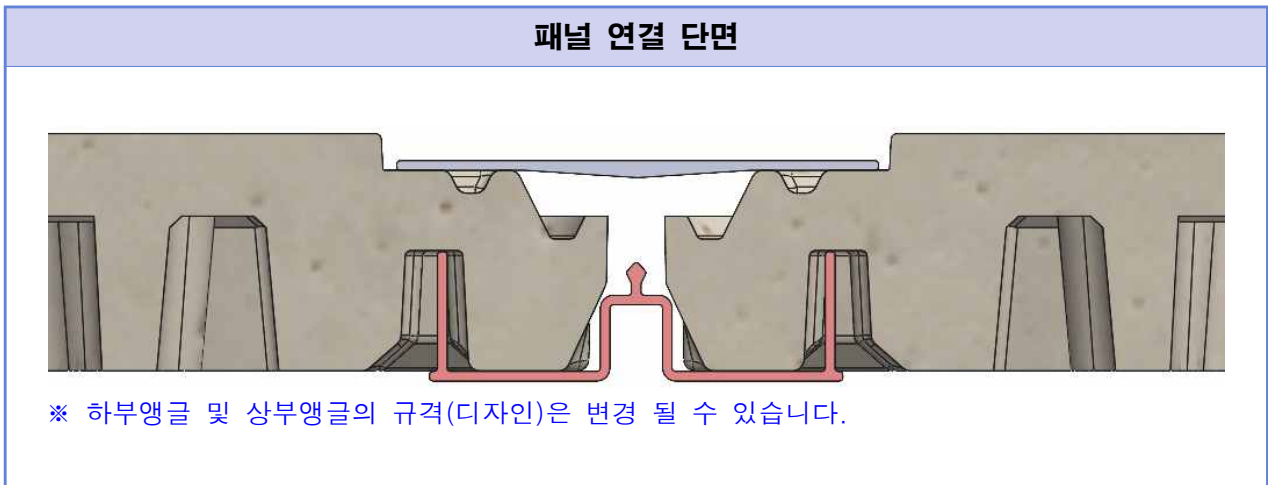 패널 연결 단면
※ 하부앵글 및 상부앵글의 규격(디자인)은 변경 될 수 있습니다.